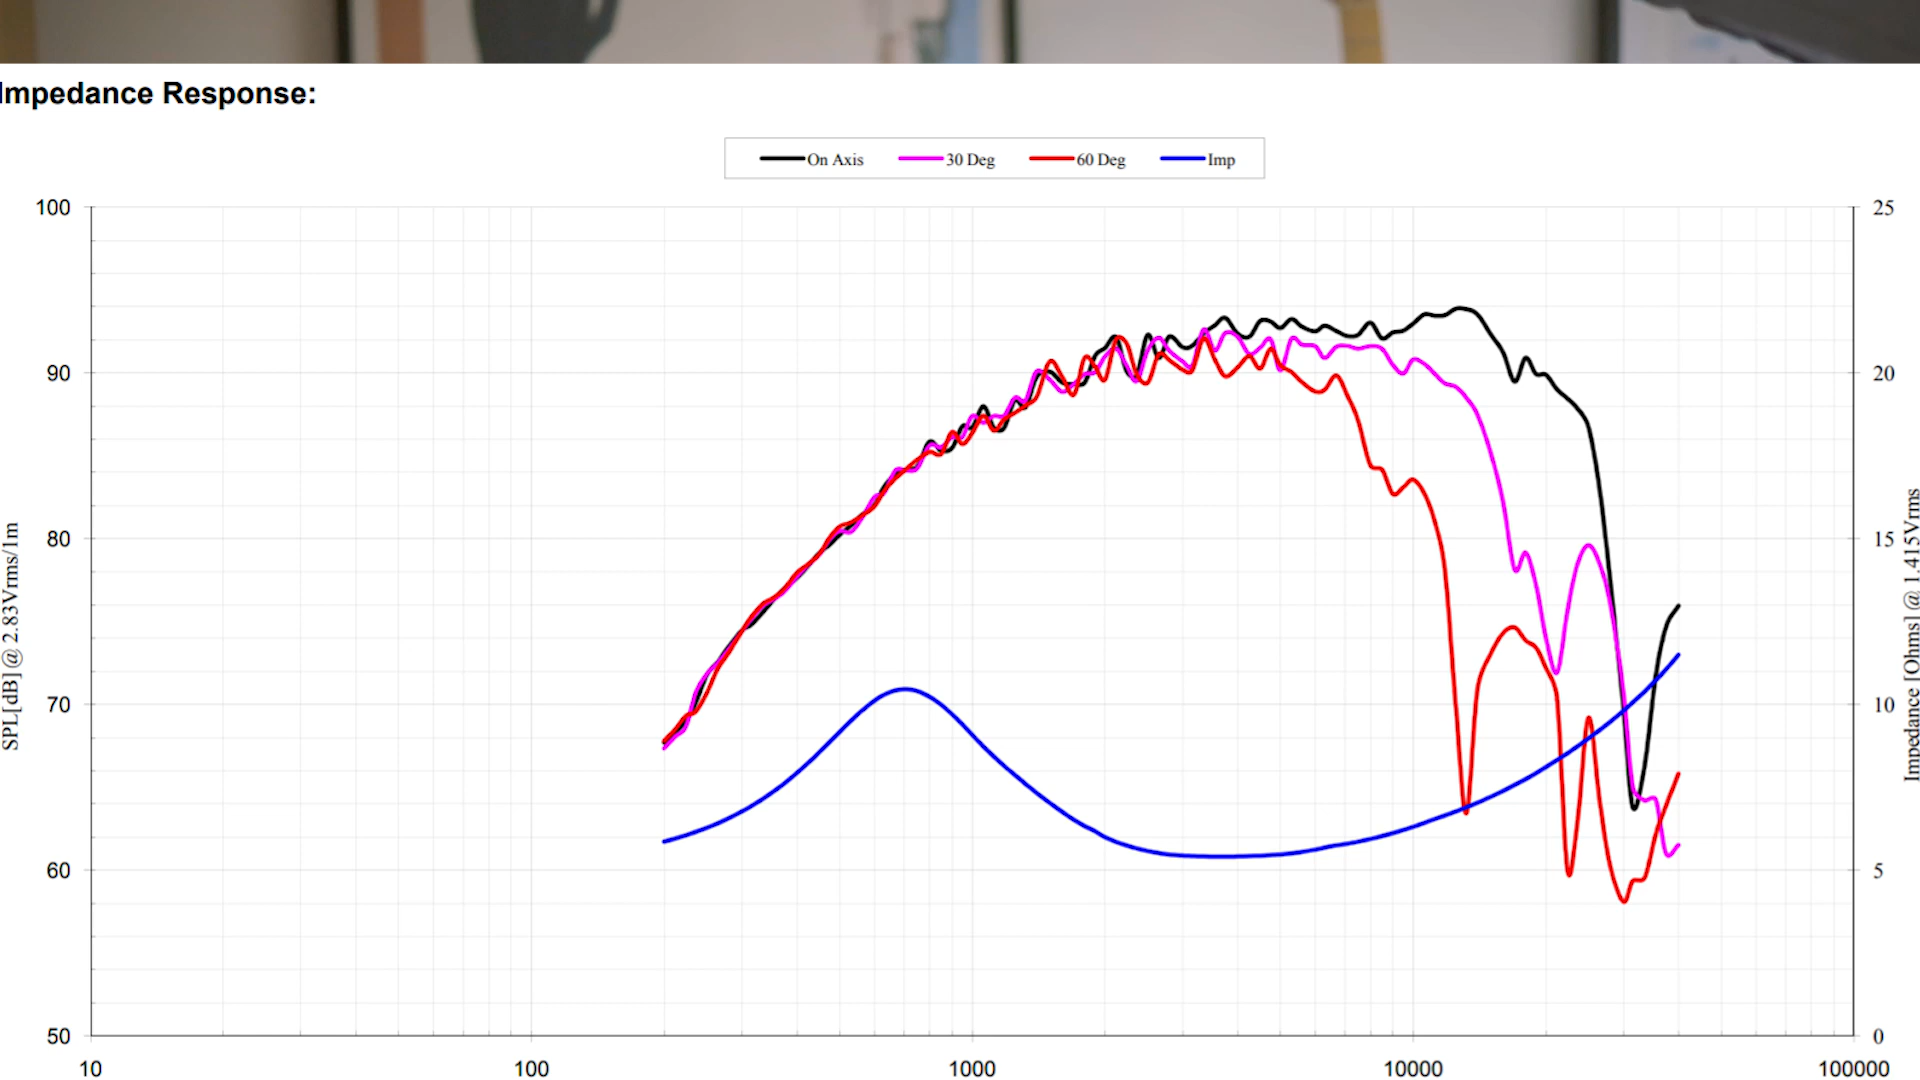 Impedance Response:
On Axis 30 Deg 60 Deg Imp
100 25
90 20
80 15
70 10
60 5
50 0
SPL[dB] @ 2.83Vrms/1m
Impedance [Ohms] @ 1.415Vrms
10 100 1000 10000 100000